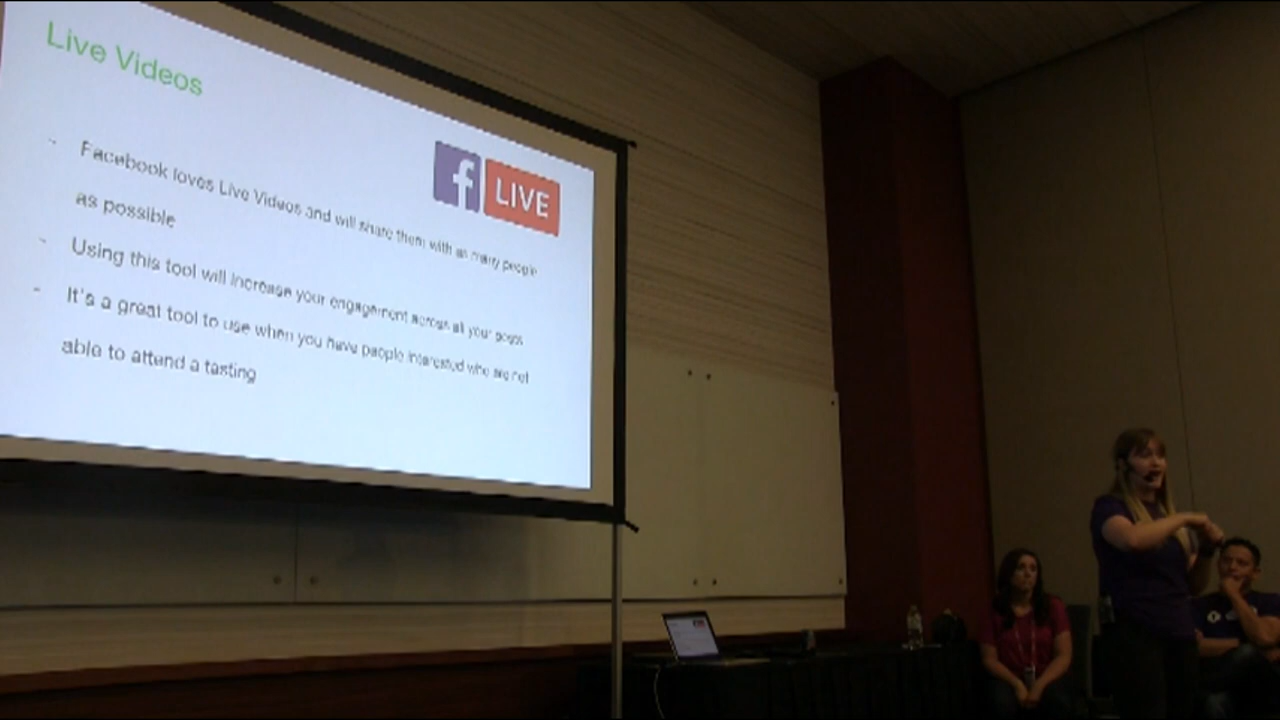 Live Videos
f LIVE
- Facebook loves Live Videos and will share them with as many people
as possible
- Using this tool will increase your engagement across all your posts
- It's a great tool to use when you have people interested who are not
able to attend a tasting